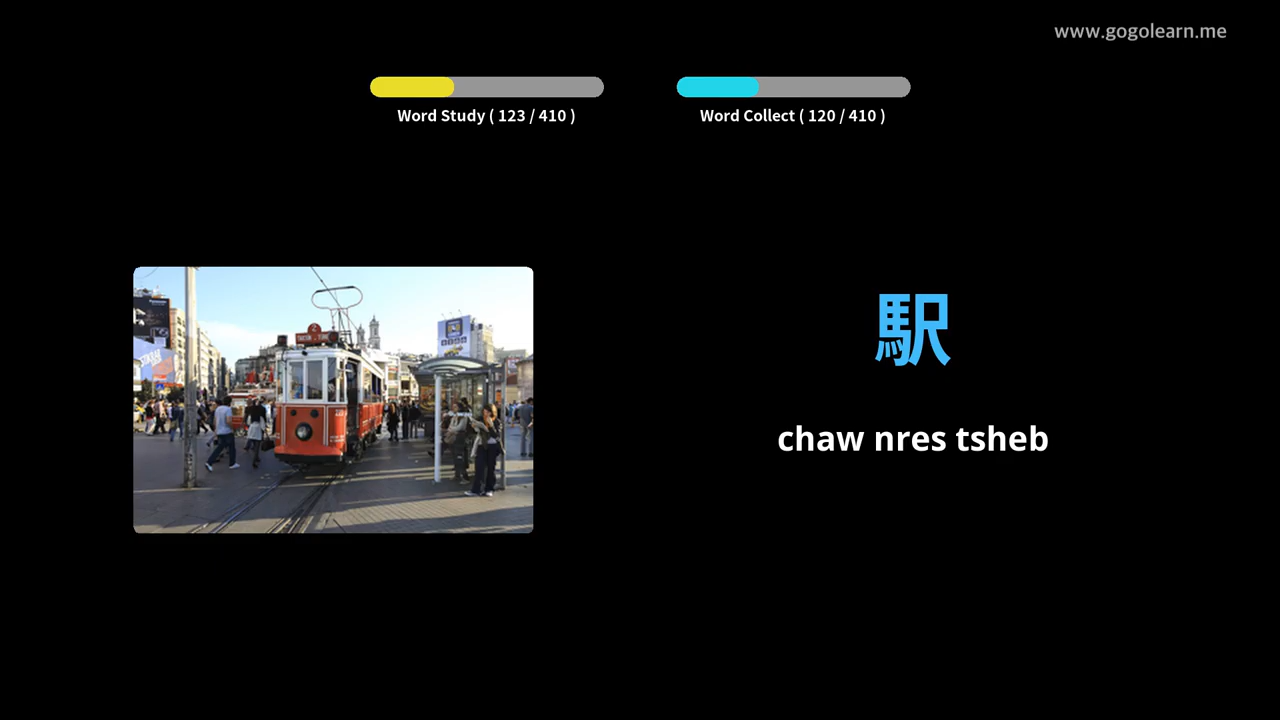 www.gogolearn.me
Word Study ( 123 / 410 )
Word Collect ( 120 / 410 )
駅
chaw nres tsheb